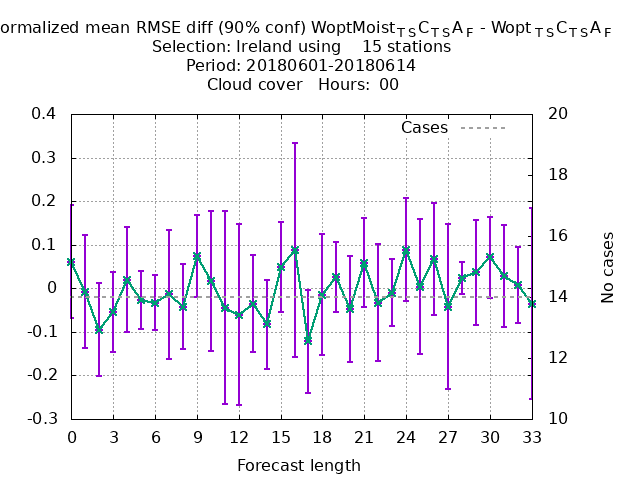 ormalized mean RMSE diff (90% conf) WoptMoist_TSC_TSA_F - Wopt_TSC_TSA_F
Selection: Ireland using 15 stations
Period: 20180601-20180614
Cloud cover Hours: 00
Cases
0.4
0.3
0.2
0.1
0
-0.1
-0.2
-0.3
20
18
16
14
12
10
No cases
0 3 6 9 12 15 18 21 24 27 30 33
Forecast length